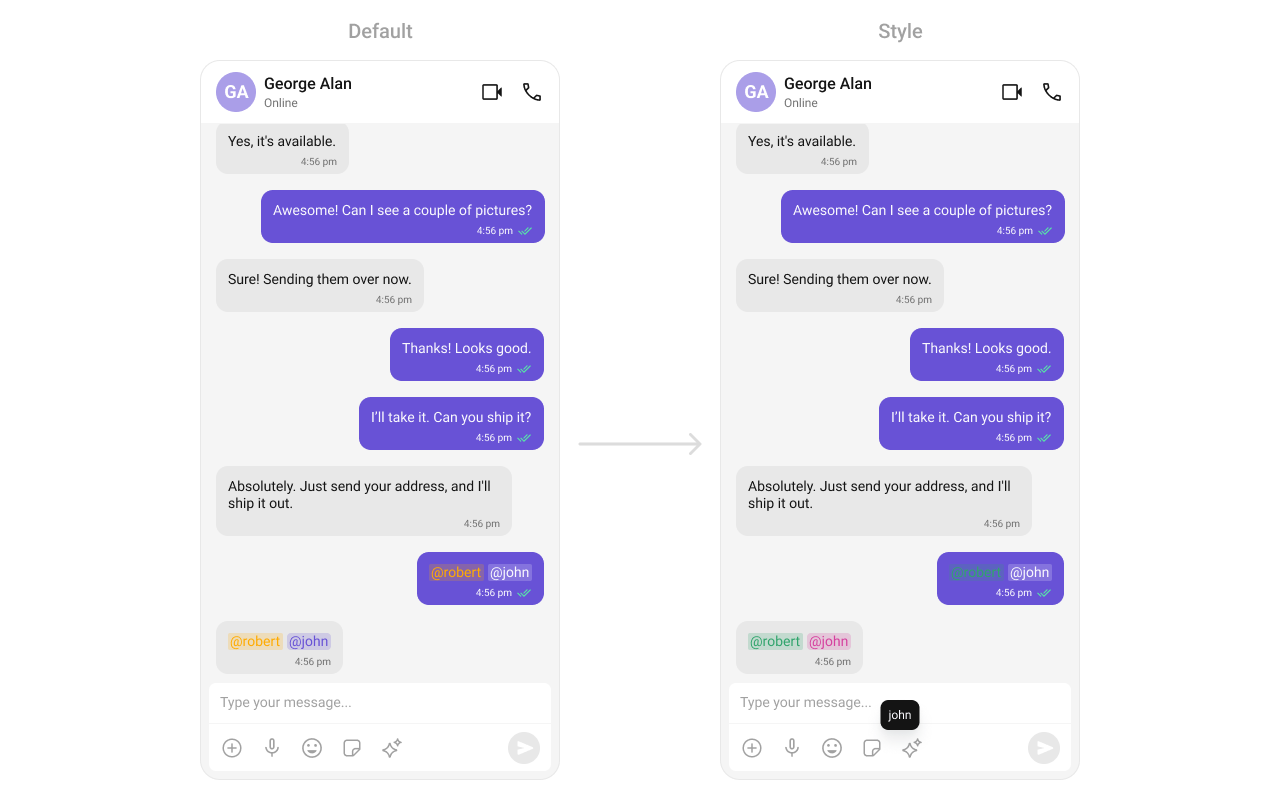 Default
GA
George Alan
Online
Yes, it's available.
4:56 pm
Awesome! Can I see a couple of pictures?
4:56 pm
Sure! Sending them over now.
4:56 pm
Thanks! Looks good.
4:56 pm
I'll take it. Can you ship it?
4:56 pm
Absolutely. Just send your address, and I'll
ship it out.
4:56 pm
@robert @john
4:56 pm
@robert @john
4:56 pm
Type your message...
Style
GA
George Alan
Online
Yes, it's available.
4:56 pm
Awesome! Can I see a couple of pictures?
4:56 pm
Sure! Sending them over now.
4:56 pm
Thanks! Looks good.
4:56 pm
I'll take it. Can you ship it?
4:56 pm
Absolutely. Just send your address, and I'll
ship it out.
4:56 pm
@robert @john
4:56 pm
@robert @john
4:56 pm
Type your message...
john